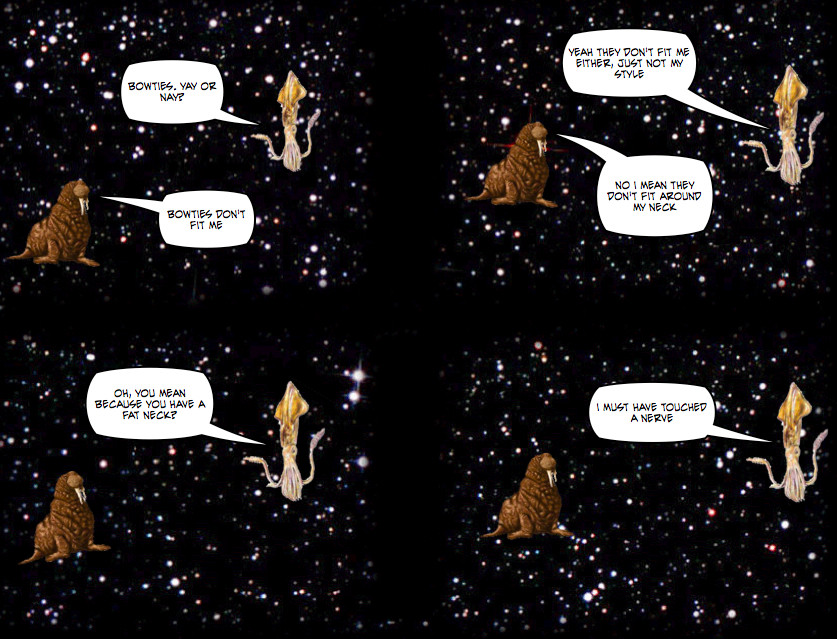 BOWTIES. YAY OR
NAY?
BOWTIES DON'T
FIT ME
YEAH THEY DON'T FIT ME
EITHER, JUST NOT MY
STYLE
NO I MEAN THEY
DON'T FIT AROUND
MY NECK
OH, YOU MEAN
BECAUSE YOU HAVE A
FAT NECK?
I MUST HAVE TOUCHED
A NERVE